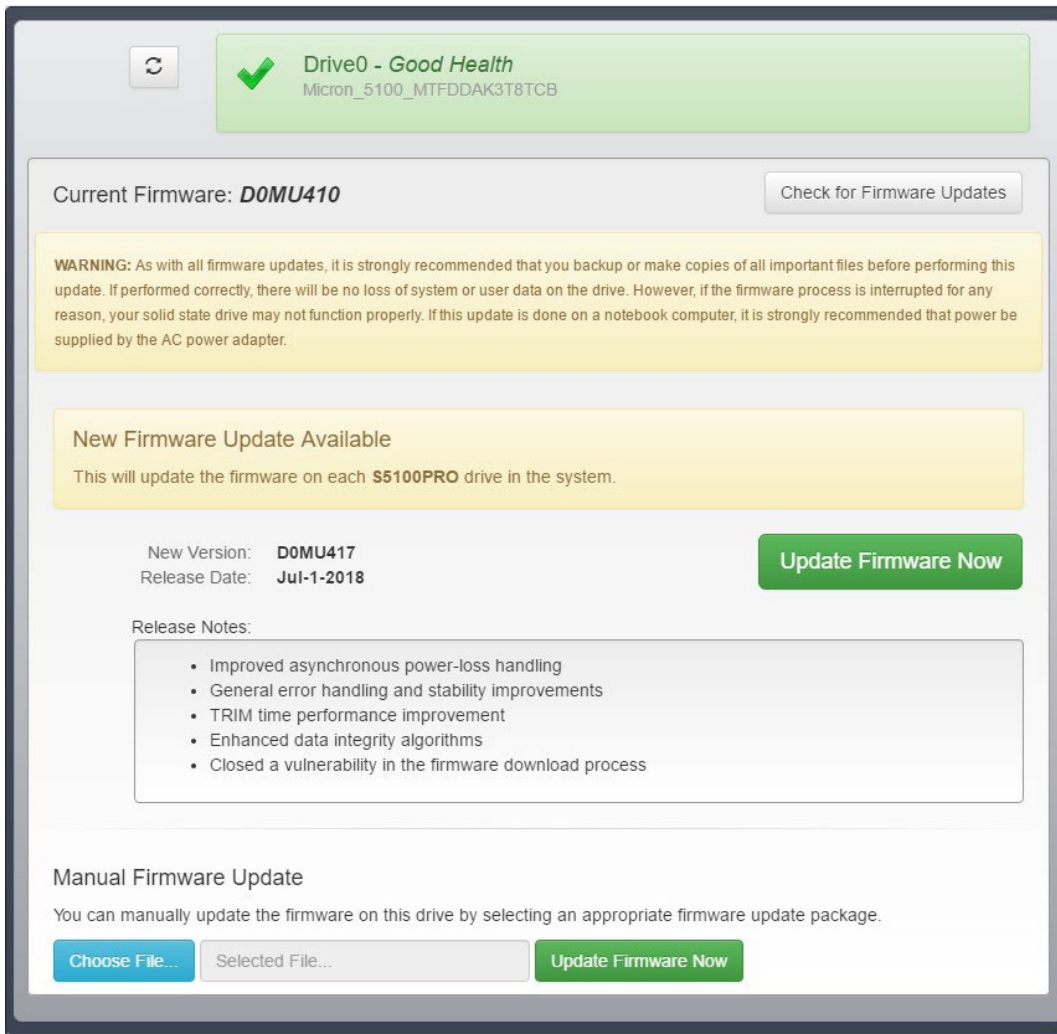 Drive0 - Good Health
Micron_5100_MTFDDAK3T8TCB
Current Firmware: D0MU410
Check for Firmware Updates
WARNING: As with all firmware updates, it is strongly recommended that you backup or make copies of all important files before performing this
update. If performed correctly, there will be no loss of system or user data on the drive. However, if the firmware process is interrupted for any
reason, your solid state drive may not function properly. If this update is done on a notebook computer, it is strongly recommended that power be
supplied by the AC power adapter.
New Firmware Update Available
This will update the firmware on each S5100PRO drive in the system.
New Version: D0MU417
Release Date: Jul-1-2018
Update Firmware Now
Release Notes:
• Improved asynchronous power-loss handling
• General error handling and stability improvements
• TRIM time performance improvement
• Enhanced data integrity algorithms
• Closed a vulnerability in the firmware download process
Manual Firmware Update
You can manually update the firmware on this drive by selecting an appropriate firmware update package.
Choose File... Selected File... Update Firmware Now